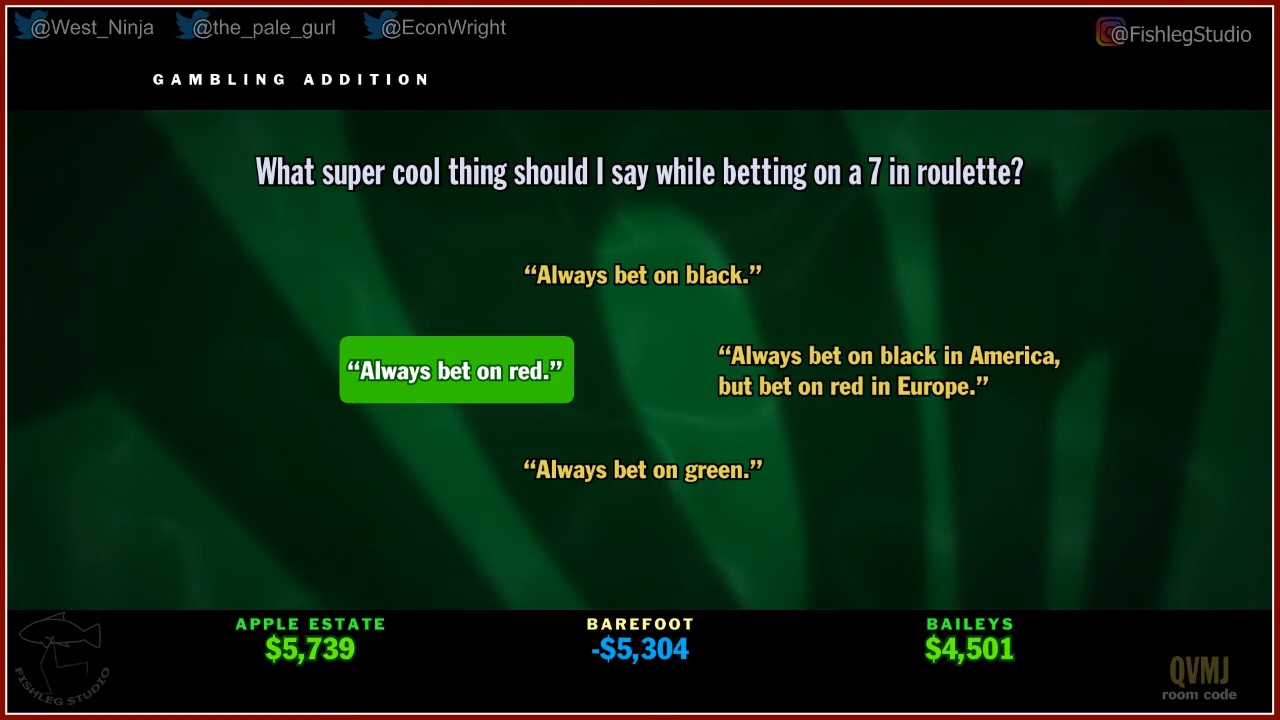 @West_Ninja @the_pale_gurl @EconWright
@FishlegStudio
GAMBLING ADDITION
What super cool thing should I say while betting on a 7 in roulette?
“Always bet on black.”
“Always bet on red.”
“Always bet on black in America,
but bet on red in Europe.”
“Always bet on green.”
APPLE ESTATE
$5,739
BAREFOOT
-$5,304
BAILEYS
$4,501
FISHLEG STUDIO
QVMJ
room code